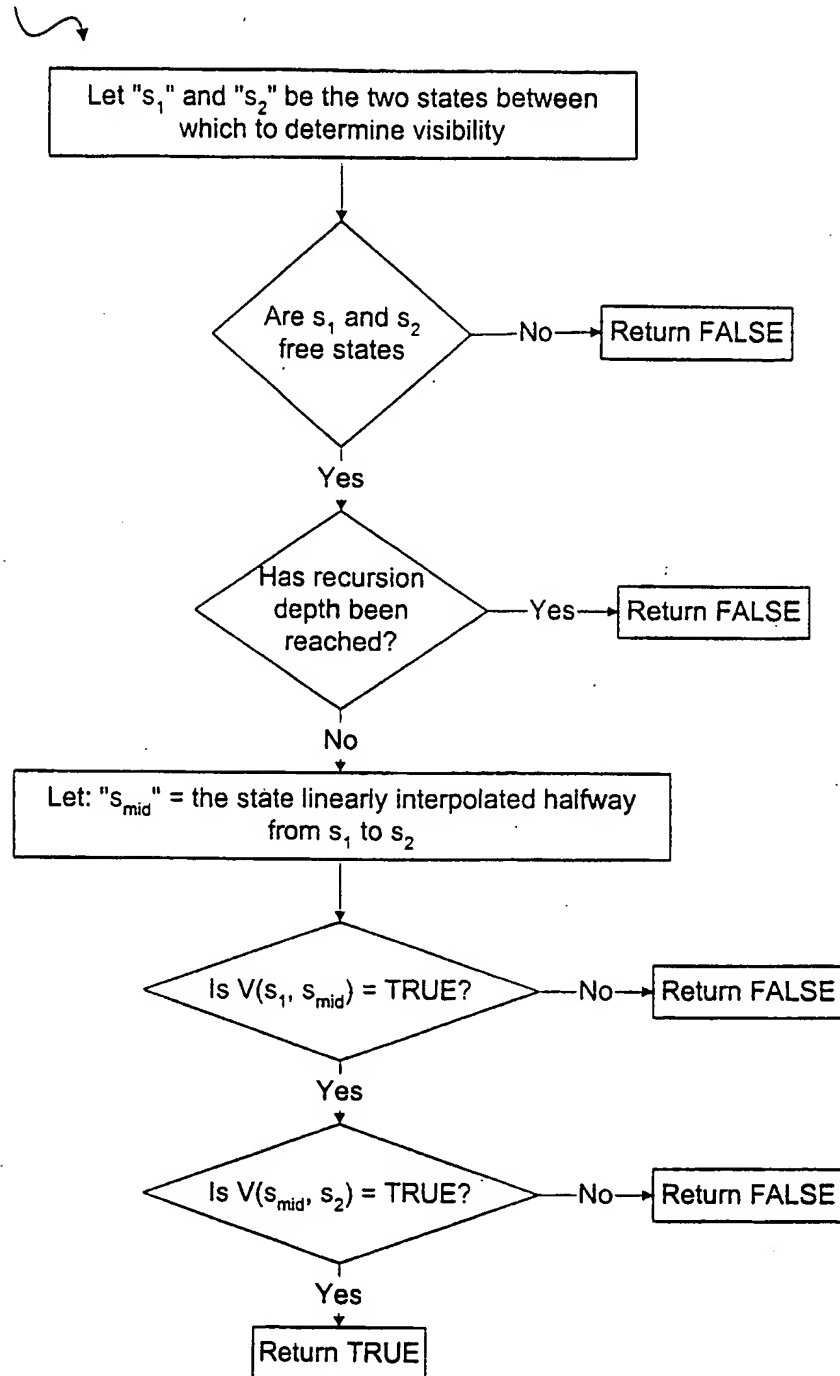 Let "s₁" and "s₂" be the two states between
which to determine visibility
Are s₁ and s₂
free states
No
Return FALSE
Yes
Has recursion
depth been
reached?
Yes
Return FALSE
No
Let: "s_mid" = the state linearly interpolated halfway
from s₁ to s₂
Is V(s₁, s_mid) = TRUE?
No
Return FALSE
Yes
Is V(s_mid, s₂) = TRUE?
No
Return FALSE
Yes
Return TRUE